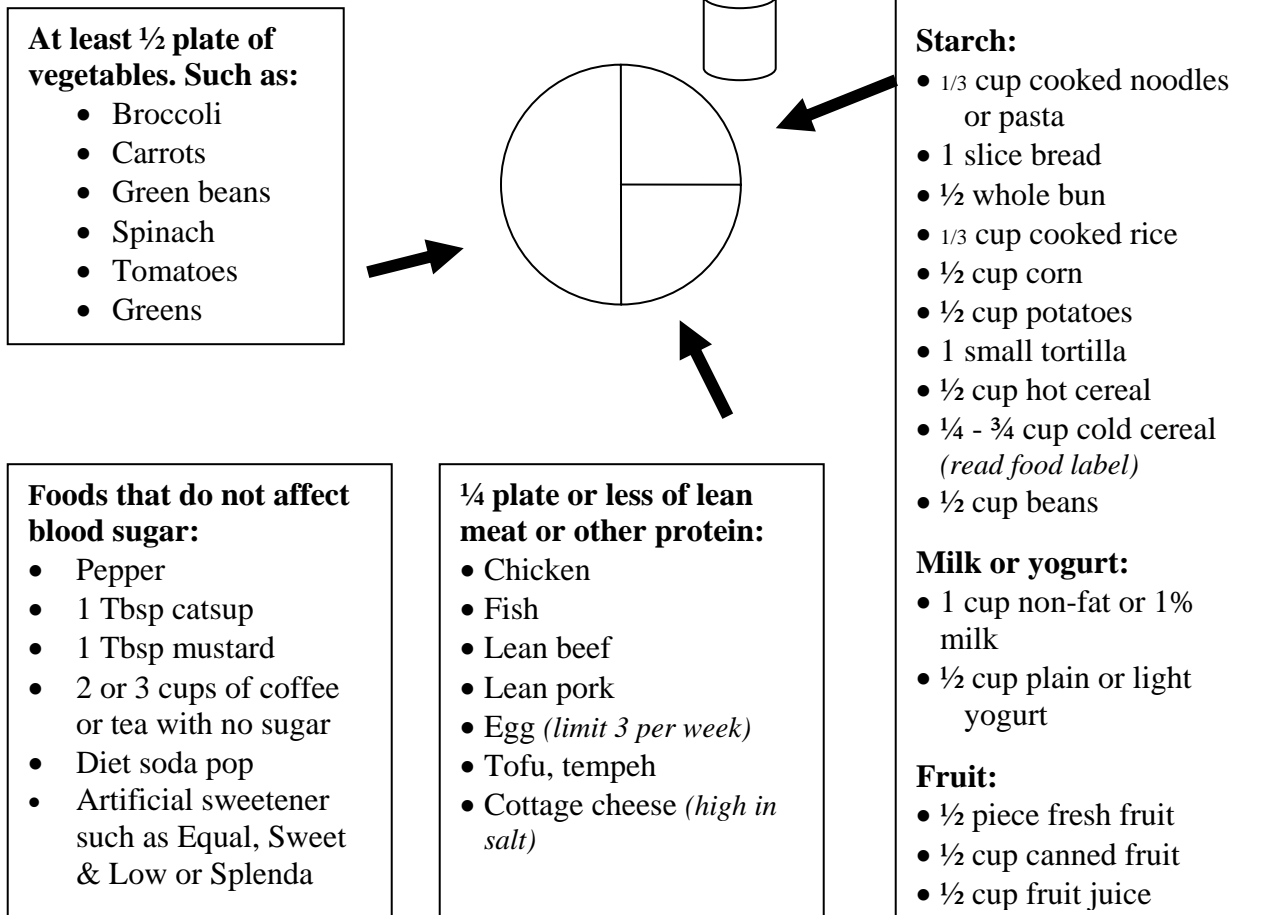 At least ½ plate of
vegetables. Such as:
• Broccoli
• Carrots
• Green beans
• Spinach
• Tomatoes
• Greens
Starch:
• 1/3 cup cooked noodles
or pasta
• 1 slice bread
• ½ whole bun
• 1/3 cup cooked rice
• ½ cup corn
• ½ cup potatoes
• 1 small tortilla
• ½ cup hot cereal
• ¼ - ¾ cup cold cereal
(read food label)
• ½ cup beans
Milk or yogurt:
• 1 cup non-fat or 1%
milk
• ½ cup plain or light
yogurt
Fruit:
• ½ piece fresh fruit
• ½ cup canned fruit
• ½ cup fruit juice
Foods that do not affect
blood sugar:
• Pepper
• 1 Tbsp catsup
• 1 Tbsp mustard
• 2 or 3 cups of coffee
or tea with no sugar
• Diet soda pop
• Artificial sweetener
such as Equal, Sweet
& Low or Splenda
¼ plate or less of lean
meat or other protein:
• Chicken
• Fish
• Lean beef
• Lean pork
• Egg (limit 3 per week)
• Tofu, tempeh
• Cottage cheese (high in
salt)